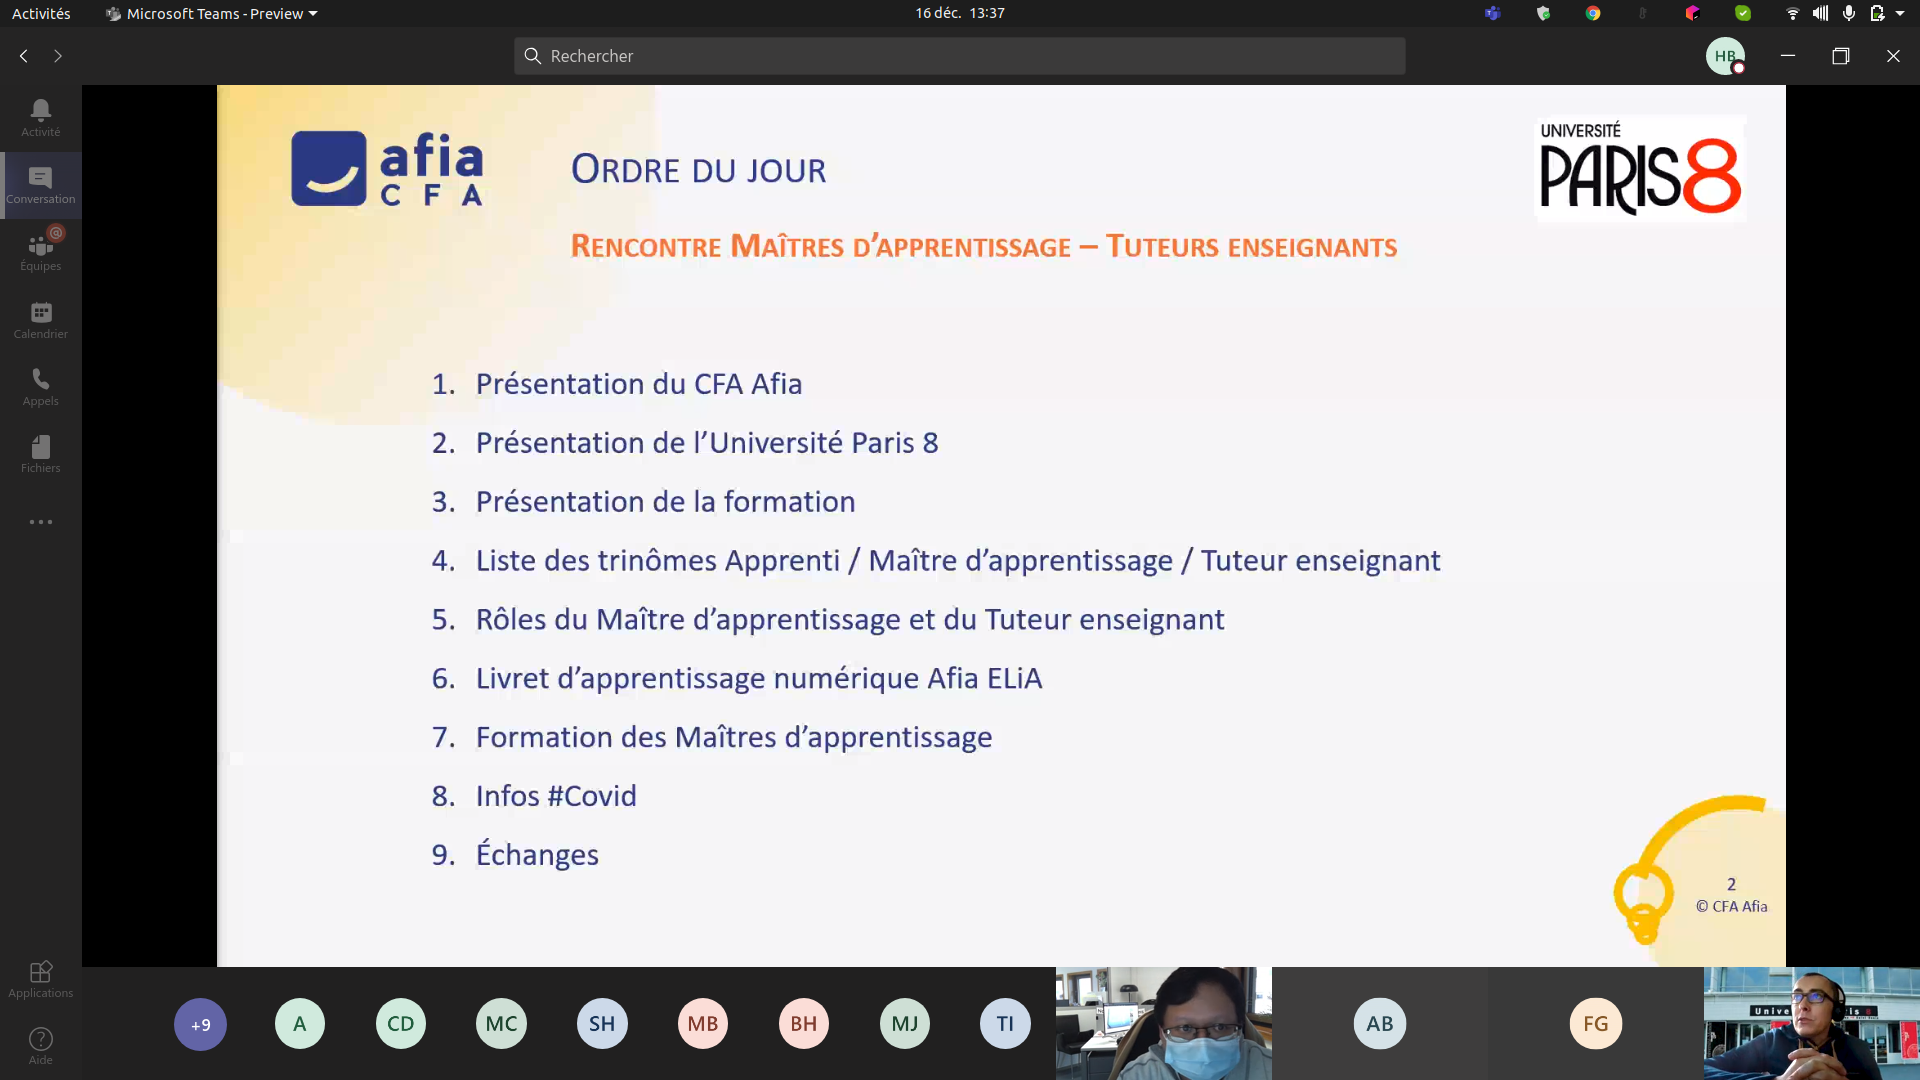 Activités
Microsoft Teams - Preview
16 déc. 13:37
Rechercher
HB
Activité
Conversation
Équipes
Calendrier
Appels
Fichiers
Applications
Aide
afia
CFA
ORDRE DU JOUR
UNIVERSITÉ
PARIS8
RENCONTRE MAÎTRES D’APPRENTISSAGE – TUTEURS ENSEIGNANTS
1. Présentation du CFA Afia
2. Présentation de l’Université Paris 8
3. Présentation de la formation
4. Liste des trinômes Apprenti / Maître d’apprentissage / Tuteur enseignant
5. Rôles du Maître d’apprentissage et du Tuteur enseignant
6. Livret d’apprentissage numérique Afia ELiA
7. Formation des Maîtres d’apprentissage
8. Infos #Covid
9. Échanges
2
© CFA Afia
+9
A
CD
MC
SH
MB
BH
MJ
TI
AB
FG